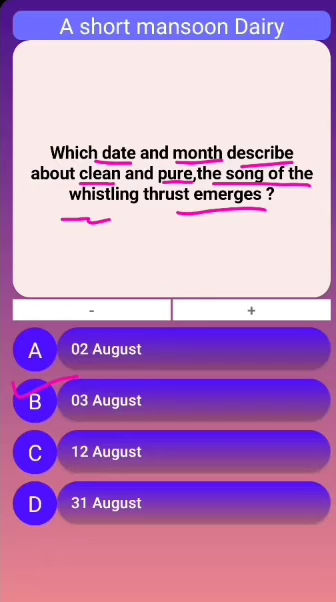 A short mansoon Dairy
Which date and month describe
about clean and pure,the song of the
whistling thrust emerges ?
-
+
A
02 August
B
03 August
C
12 August
D
31 August